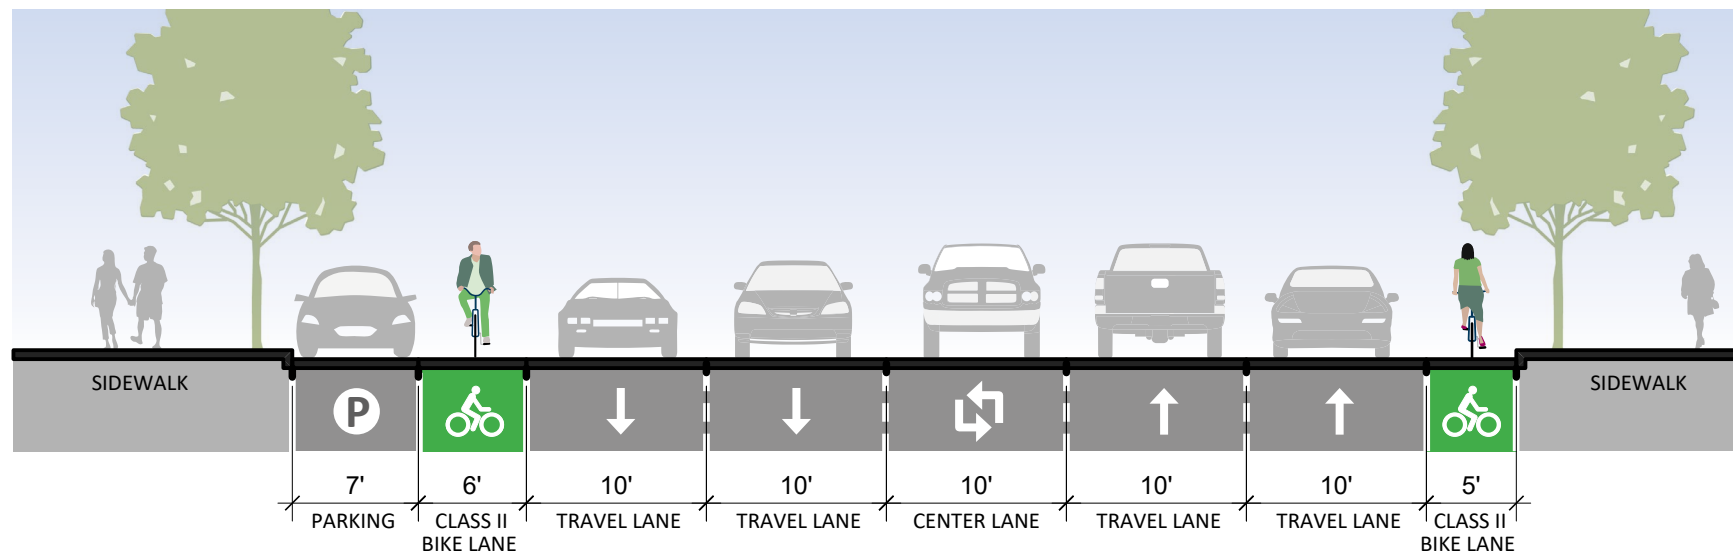 SIDEWALK
SIDEWALK
P
7'
6'
10'
10'
10'
10'
10'
5'
PARKING
CLASS II
BIKE LANE
TRAVEL LANE
TRAVEL LANE
CENTER LANE
TRAVEL LANE
TRAVEL LANE
CLASS II
BIKE LANE